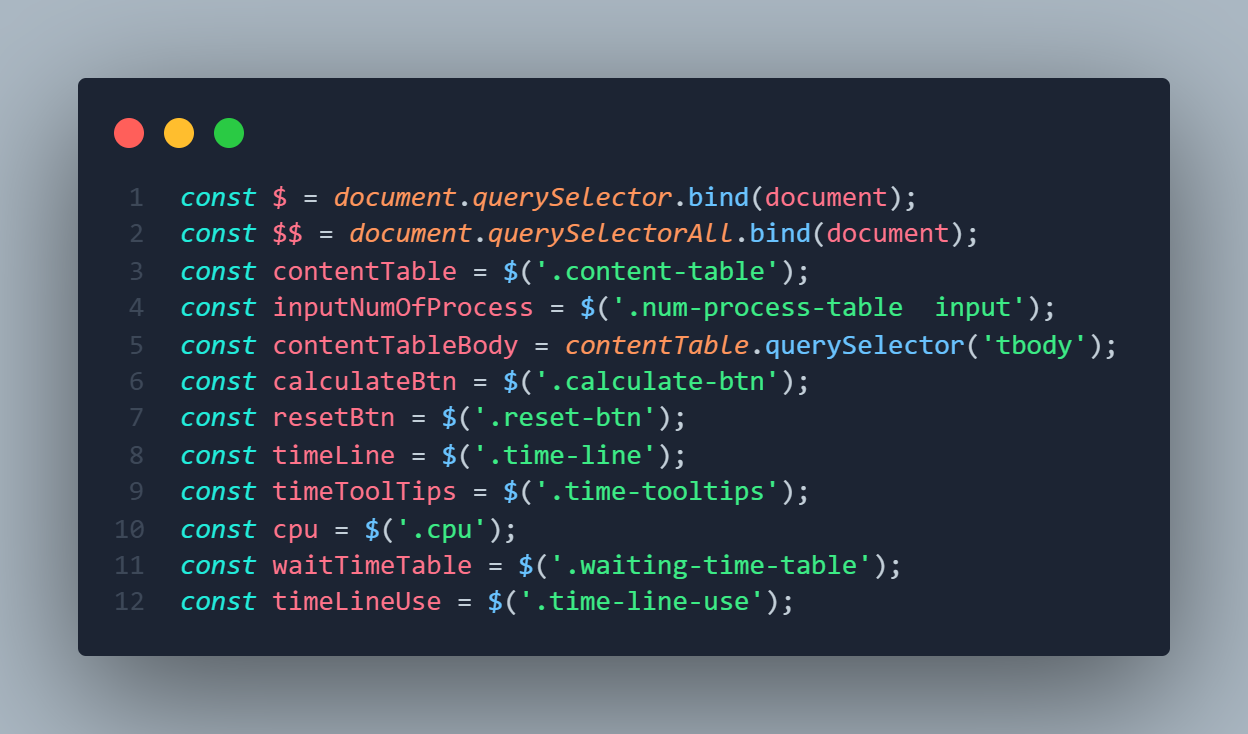 1 const $ = document.querySelector.bind(document);
2 const $$ = document.querySelectorAll.bind(document);
3 const contentTable = $('.content-table');
4 const inputNumOfProcess = $('.num-process-table  input');
5 const contentTableBody = contentTable.querySelector('tbody');
6 const calculateBtn = $('.calculate-btn');
7 const resetBtn = $('.reset-btn');
8 const timeLine = $('.time-line');
9 const timeToolTips = $('.time-tooltips');
10 const cpu = $('.cpu');
11 const waitTimeTable = $('.waiting-time-table');
12 const timeLineUse = $('.time-line-use');